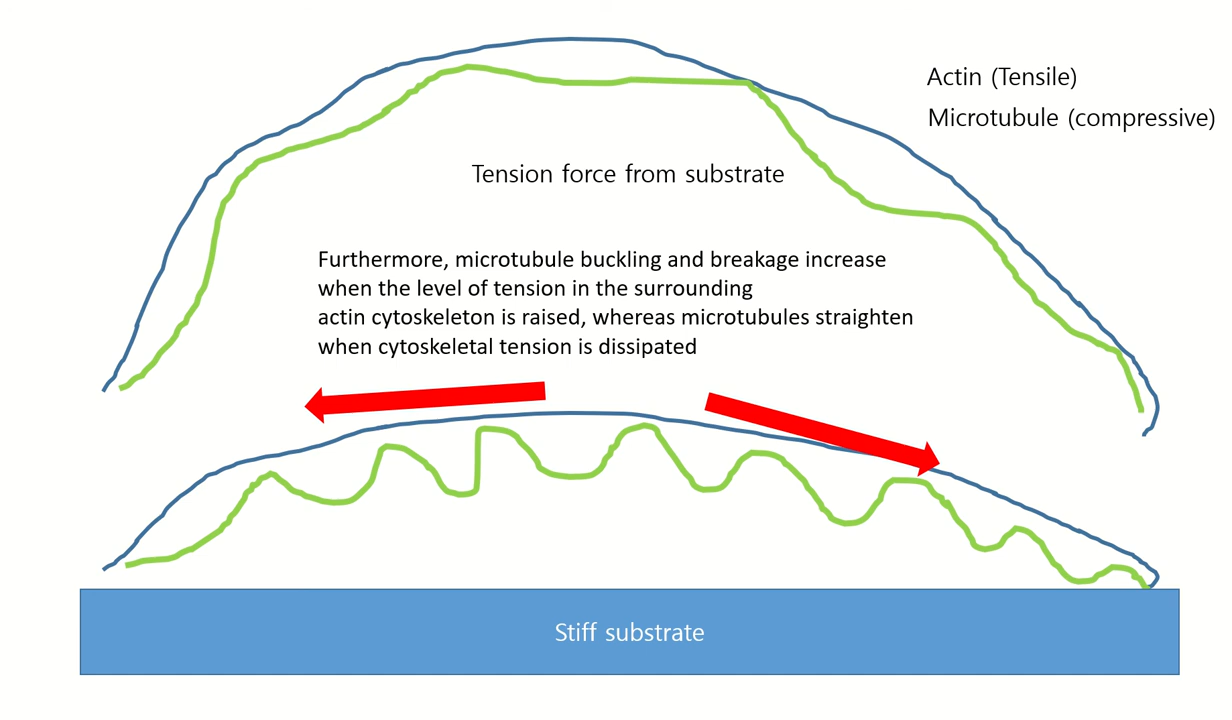 Actin (Tensile)
Microtubule (compressive)
Tension force from substrate
Furthermore, microtubule buckling and breakage increase
when the level of tension in the surrounding
actin cytoskeleton is raised, whereas microtubules straighten
when cytoskeletal tension is dissipated
Stiff substrate